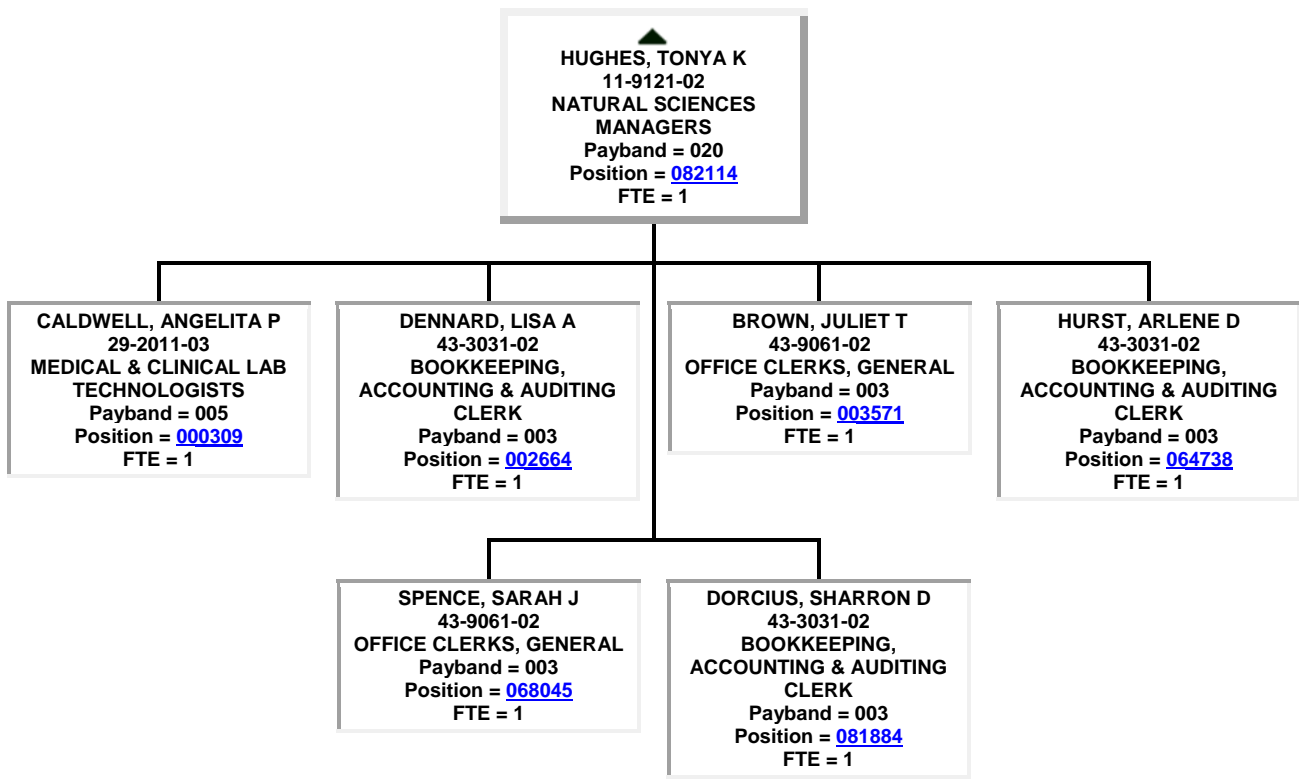 HUGHES, TONYA K
11-9121-02
NATURAL SCIENCES
MANAGERS
Payband = 020
Position = 082114
FTE = 1
CALDWELL, ANGELITA P
29-2011-03
MEDICAL & CLINICAL LAB
TECHNOLOGISTS
Payband = 005
Position = 000309
FTE = 1
DENNARD, LISA A
43-3031-02
BOOKKEEPING,
ACCOUNTING & AUDITING
CLERK
Payband = 003
Position = 002664
FTE = 1
BROWN, JULIET T
43-9061-02
OFFICE CLERKS, GENERAL
Payband = 003
Position = 003571
FTE = 1
HURST, ARLENE D
43-3031-02
BOOKKEEPING,
ACCOUNTING & AUDITING
CLERK
Payband = 003
Position = 064738
FTE = 1
SPENCE, SARAH J
43-9061-02
OFFICE CLERKS, GENERAL
Payband = 003
Position = 068045
FTE = 1
DORCIUS, SHARRON D
43-3031-02
BOOKKEEPING,
ACCOUNTING & AUDITING
CLERK
Payband = 003
Position = 081884
FTE = 1